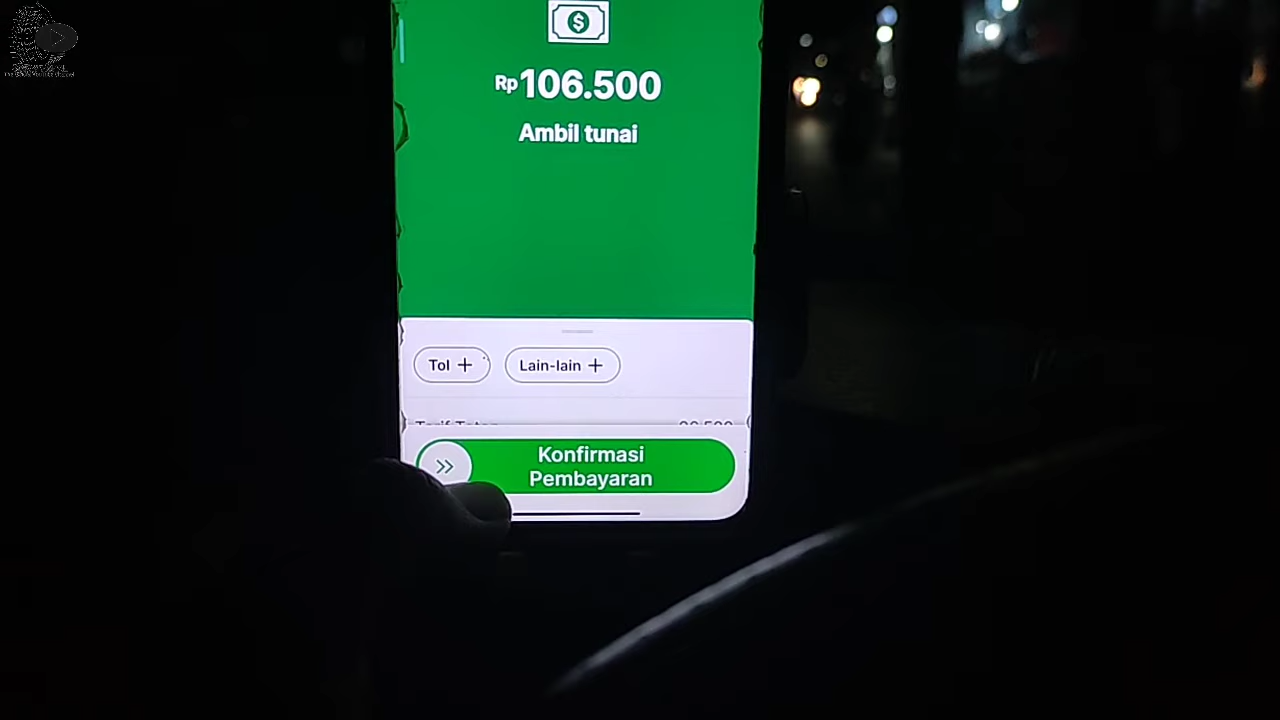 Rp106.500
Ambil tunai
Tol +
Lain-lain +
Konfirmasi
Pembayaran